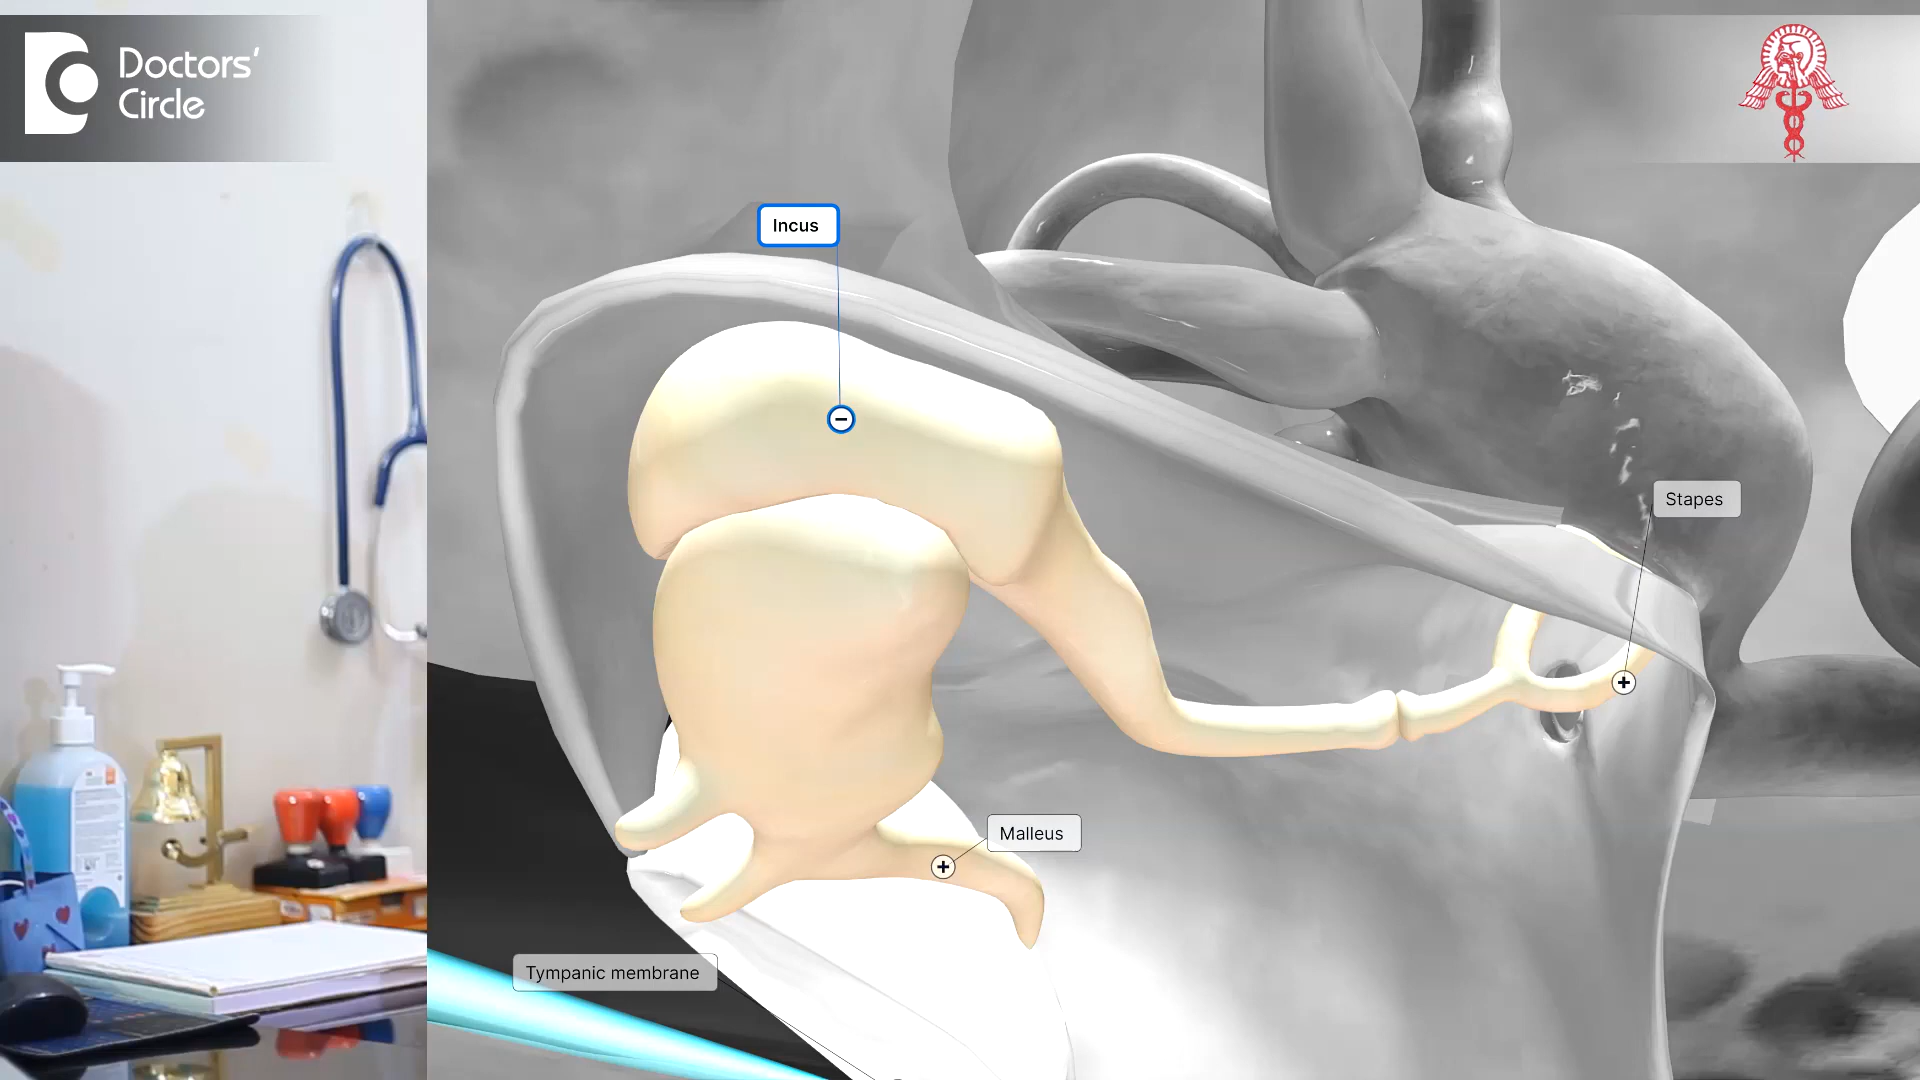 Doctors'
Circle
Incus
Stapes
Malleus
Tympanic membrane